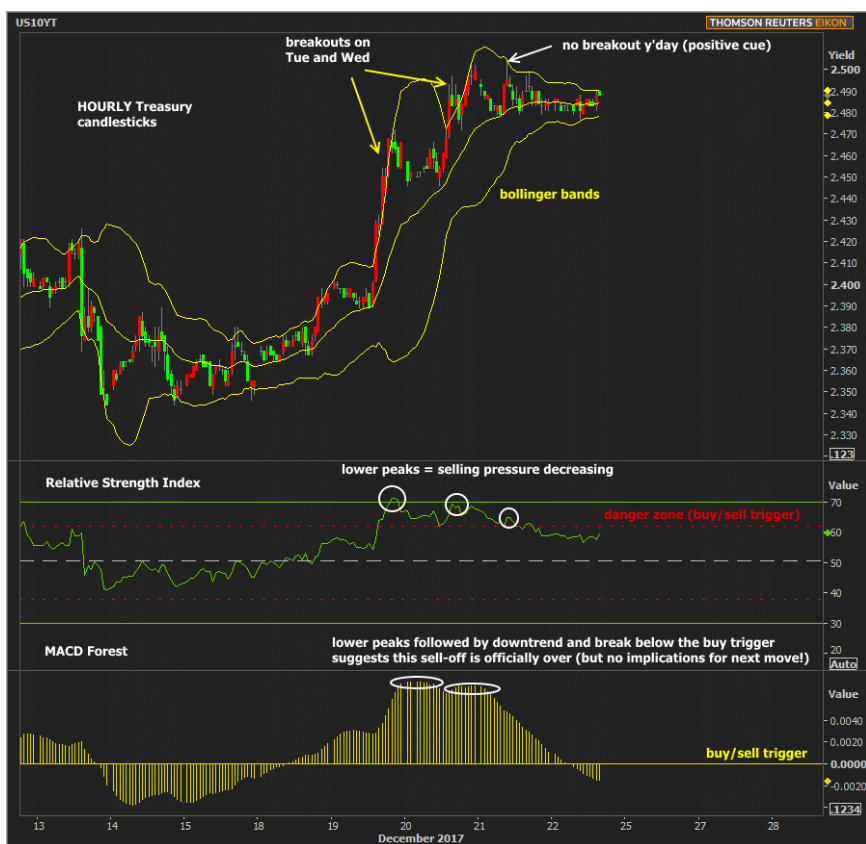 US10YT
THOMSON REUTERS EIKON
breakouts on
Tue and Wed
no breakout y'day (positive cue)
Yield
2.500
HOURLY Treasury
candlesticks
2.490
2.480
2.470
2.460
2.450
bollinger bands
2.440
2.430
2.420
2.410
2.400
2.390
2.380
2.370
2.360
2.350
2.340
2.330
.123
lower peaks = selling pressure decreasing
Relative Strength Index
Value
70
danger zone (buy/sell trigger)
60
50
40
30
MACD Forest
lower peaks followed by downtrend and break below the buy trigger
suggests this sell-off is officially over (but no implications for next move!)
20
Auto
Value
0.0040
0.0020
buy/sell trigger
0.0000
-0.0020
.1234
13 14 15 18 19 20 21 22 25 27 28
December 2017